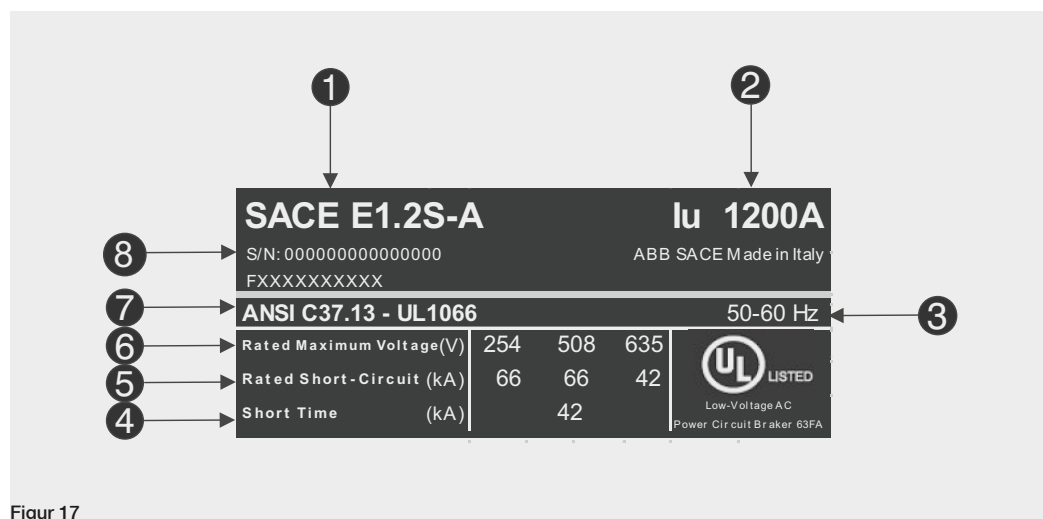 1
2
SACE E1.2S-A Iu 1200A
8
S/N: 000000000000000 ABB SACE Made in Italy
FXXXXXXXXXX
7
ANSI C37.13 - UL1066 50-60 Hz
3
6
Rated Maximum Voltage (V) 254 508 635
5
Rated Short-Circuit (kA) 66 66 42
4
Short Time (kA) 42
UL LISTED
Low-Voltage AC
Power Circuit Braker 63FA
Figur 17